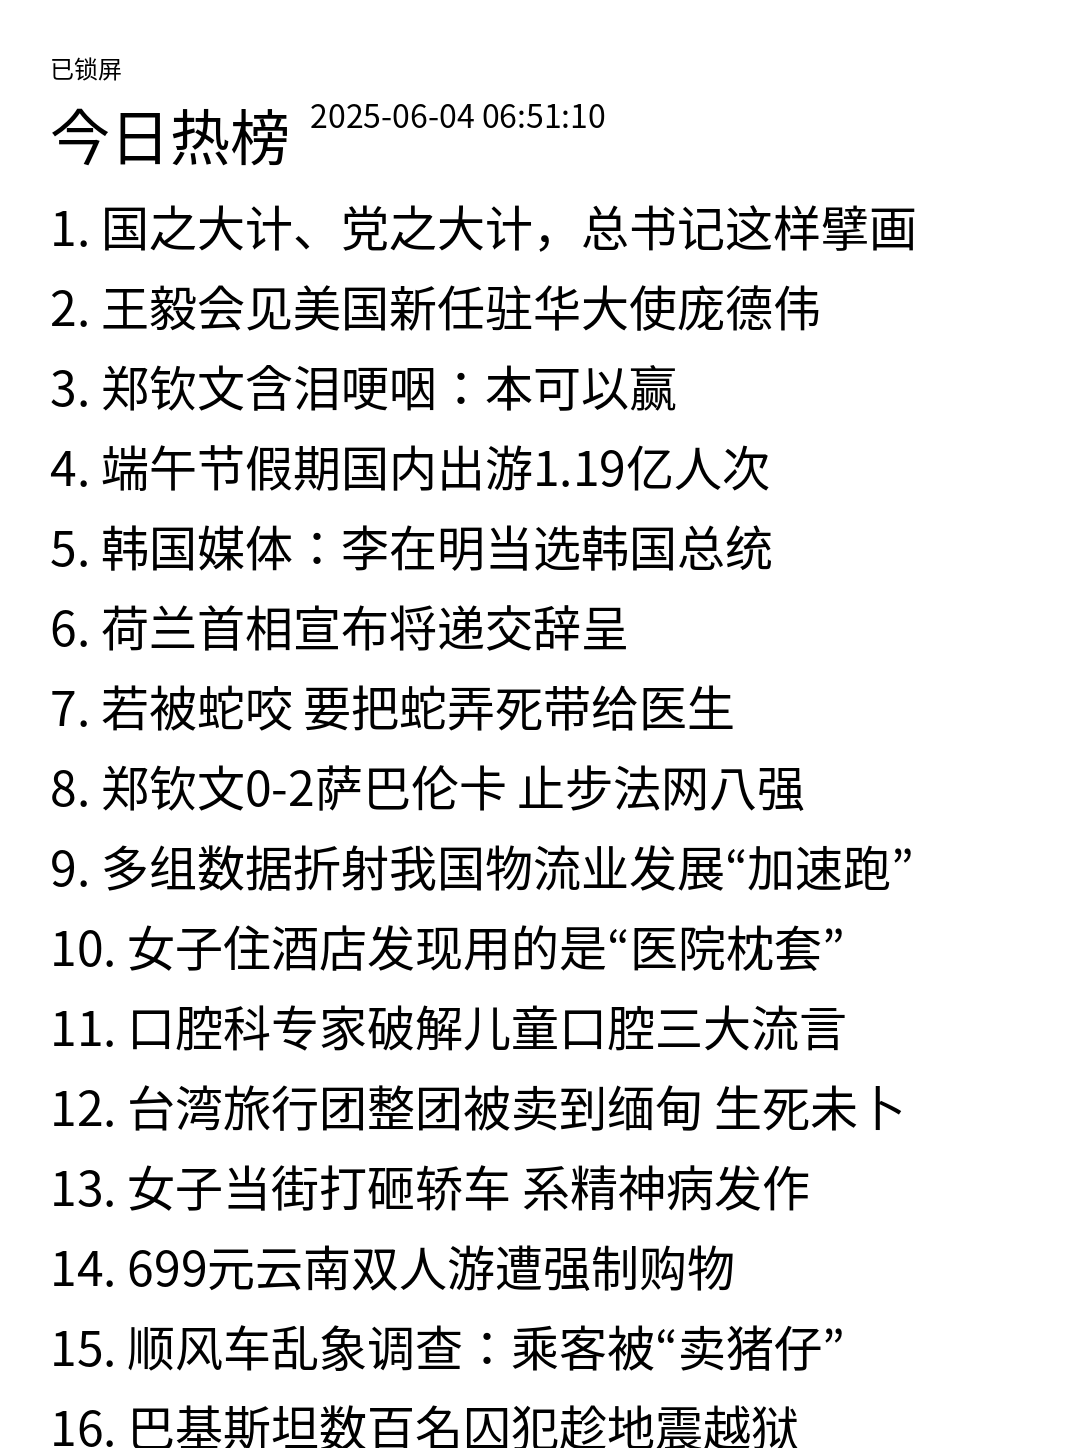 已锁屏
今日热榜 2025-06-04 06:51:10
1. 国之大计、党之大计，总书记这样擘画
2. 王毅会见美国新任驻华大使庞德伟
3. 郑钦文含泪哽咽：本可以赢
4. 端午节假期国内出游1.19亿人次
5. 韩国媒体：李在明当选韩国总统
6. 荷兰首相宣布将递交辞呈
7. 若被蛇咬 要把蛇弄死带给医生
8. 郑钦文0-2萨巴伦卡 止步法网八强
9. 多组数据折射我国物流业发展“加速跑”
10. 女子住酒店发现用的是“医院枕套”
11. 口腔科专家破解儿童口腔三大流言
12. 台湾旅行团整团被卖到缅甸 生死未卜
13. 女子当街打砸轿车 系精神病发作
14. 699元云南双人游遭强制购物
15. 顺风车乱象调查：乘客被“卖猪仔”
16. 巴基斯坦数百名囚犯趁地震越狱